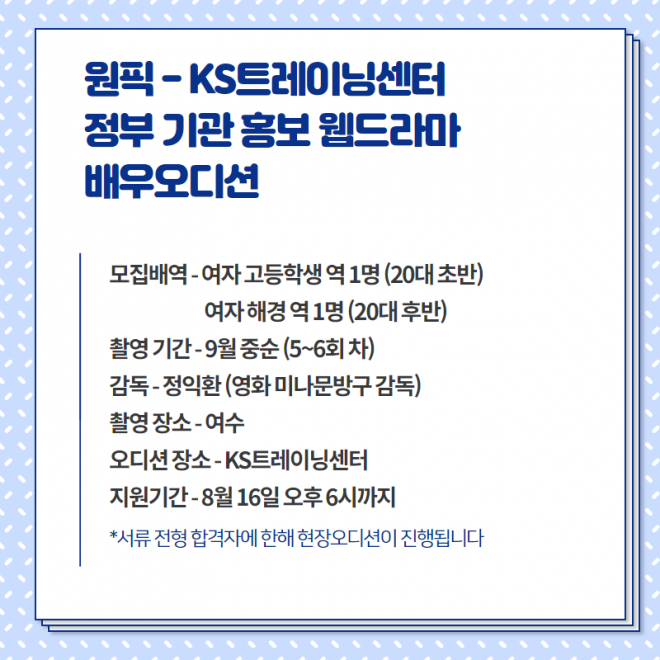 원픽 - KS트레이닝센터
정부 기관 홍보 웹드라마
배우오디션
모집배역 - 여자 고등학생 역 1명 (20대 초반)
여자 해경 역 1명 (20대 후반)
촬영 기간 - 9월 중순 (5~6회 차)
감독 - 정익환 (영화 미나문방구 감독)
촬영 장소 - 여수
오디션 장소 - KS트레이닝센터
지원기간 - 8월 16일 오후 6시까지
*서류 전형 합격자에 한해 현장오디션이 진행됩니다